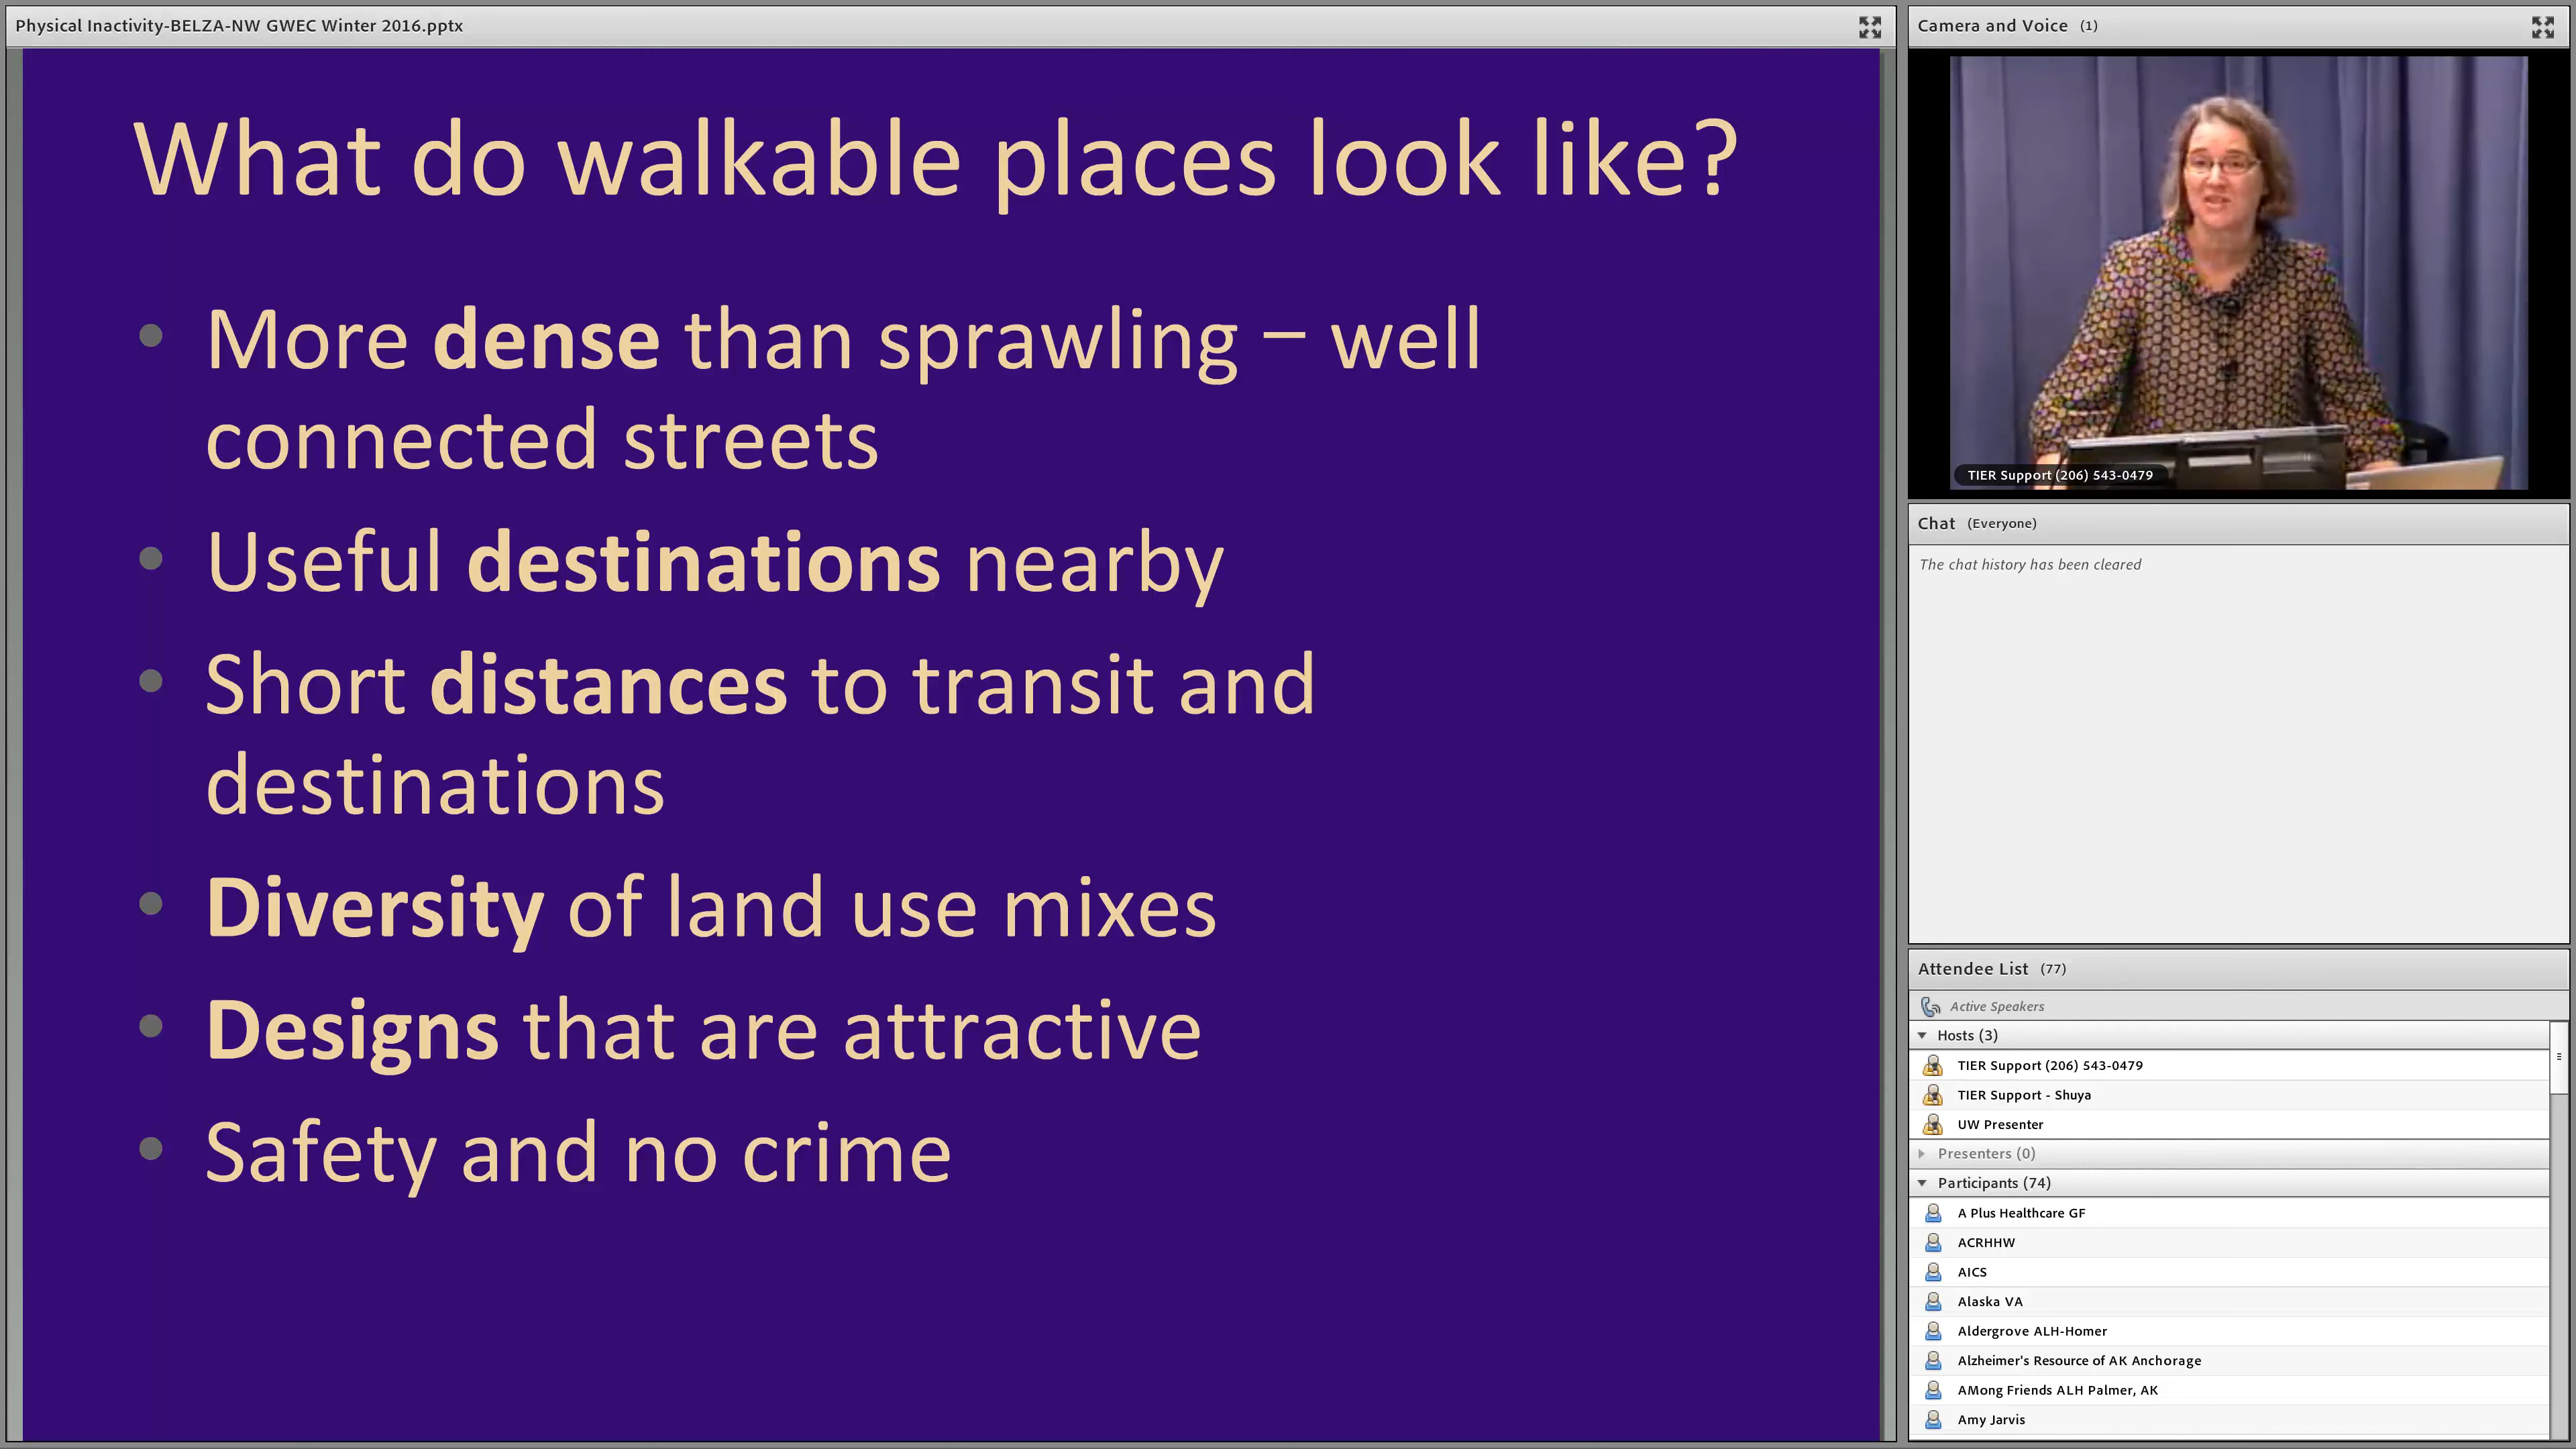 Physical Inactivity-BELZA-NW GWEC Winter 2016.pptx
What do walkable places look like?
• More dense than sprawling – well
connected streets
• Useful destinations nearby
• Short distances to transit and
destinations
• Diversity of land use mixes
• Designs that are attractive
• Safety and no crime
Camera and Voice (1)
TIER Support (206) 543-0479
Chat (Everyone)
The chat history has been cleared
Attendee List (77)
Active Speakers
Hosts (3)
TIER Support (206) 543-0479
TIER Support - Shuya
UW Presenter
Presenters (0)
Participants (74)
A Plus Healthcare GF
ACRHHW
AICS
Alaska VA
Aldergrove ALH-Homer
Alzheimer's Resource of AK Anchorage
AMong Friends ALH Palmer, AK
Amy Jarvis